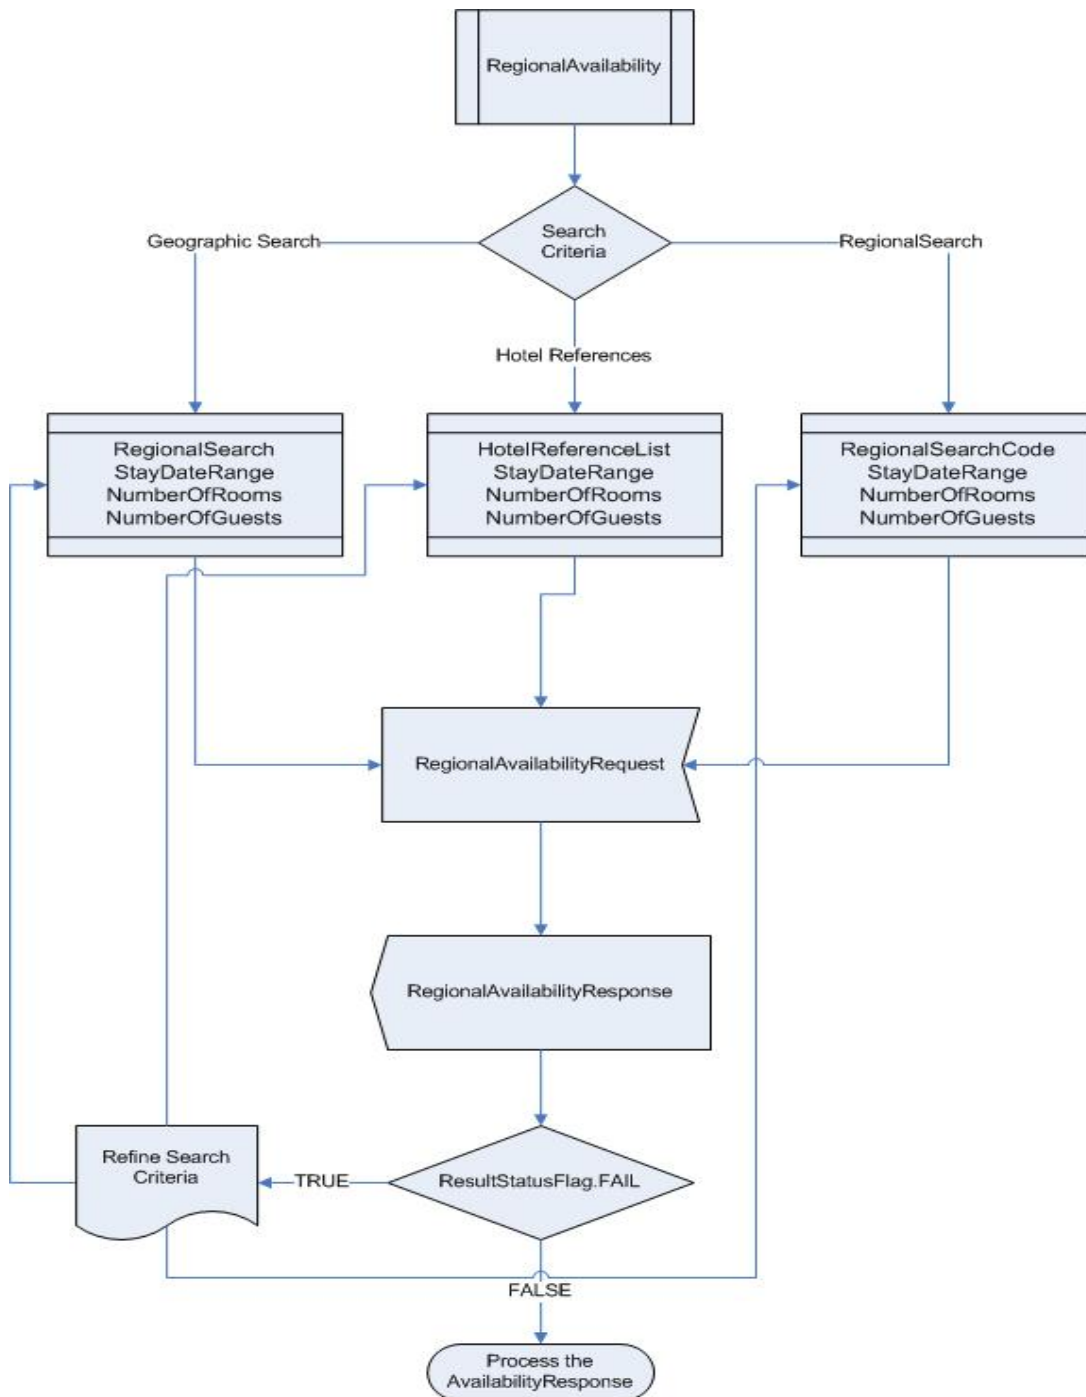 RegionalAvailability
Search
Criteria
Geographic Search
RegionalSearch
Hotel References
RegionalSearch
StayDateRange
NumberOfRooms
NumberOfGuests
HotelReferenceList
StayDateRange
NumberOfRooms
NumberOfGuests
RegionalSearchCode
StayDateRange
NumberOfRooms
NumberOfGuests
RegionalAvailabilityRequest
RegionalAvailabilityResponse
Refine Search
Criteria
TRUE
ResultStatusFlag.FAIL
FALSE
Process the
AvailabilityResponse